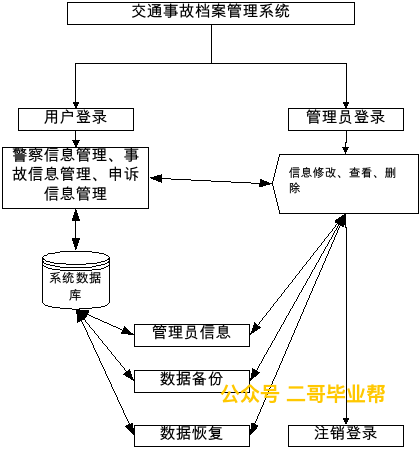 交通事故档案管理系统
用户登录
管理员登录
警察信息管理、事
故信息管理、申诉
信息管理
信息修改、查看、删
除
系统数据
库
管理员信息
数据备份
公众号 二哥毕业帮
数据恢复
注销登录